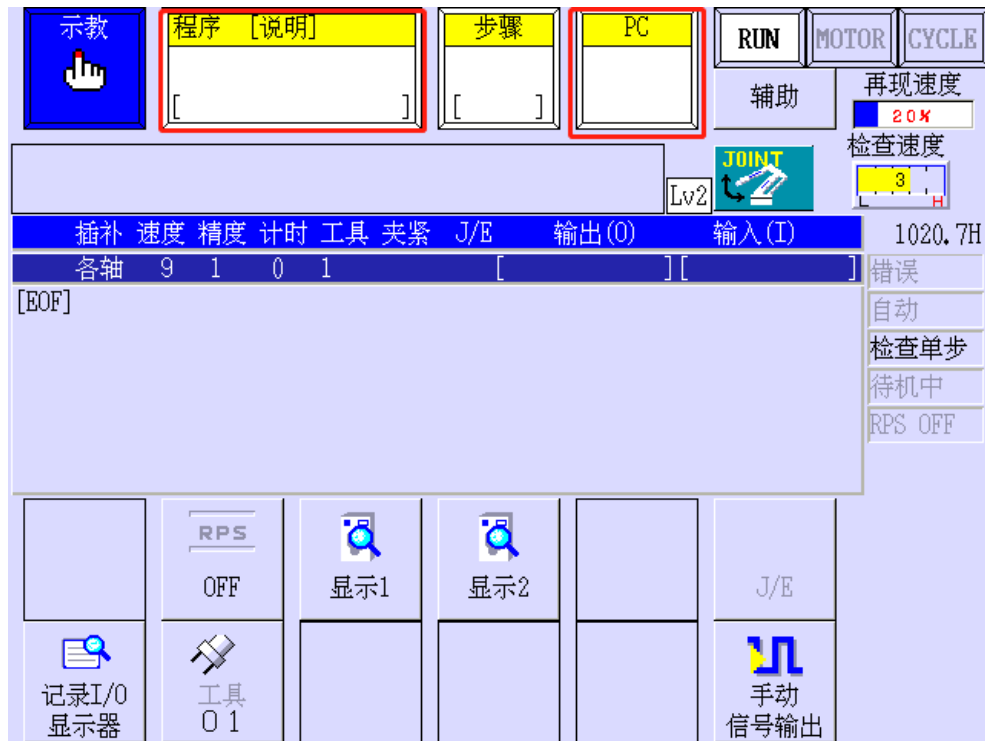 示教 程序 [说明] 步骤 PC RUN MOTOR CYCLE
[ ] [ ] 辅助 再现速度
20%
检查速度
JOINT
Lv2 3
L H
插补 速度 精度 计时 工具 夹紧 J/E 输出(O) 输入(I) 1020.7H
各轴 9 1 0 1 [ ][ ] 错误
[EOF]
自动
检查单步
待机中
RPS OFF
RPS
OFF 显示1 显示2 J/E
记录I/O 工具 手动
显示器 01 信号输出